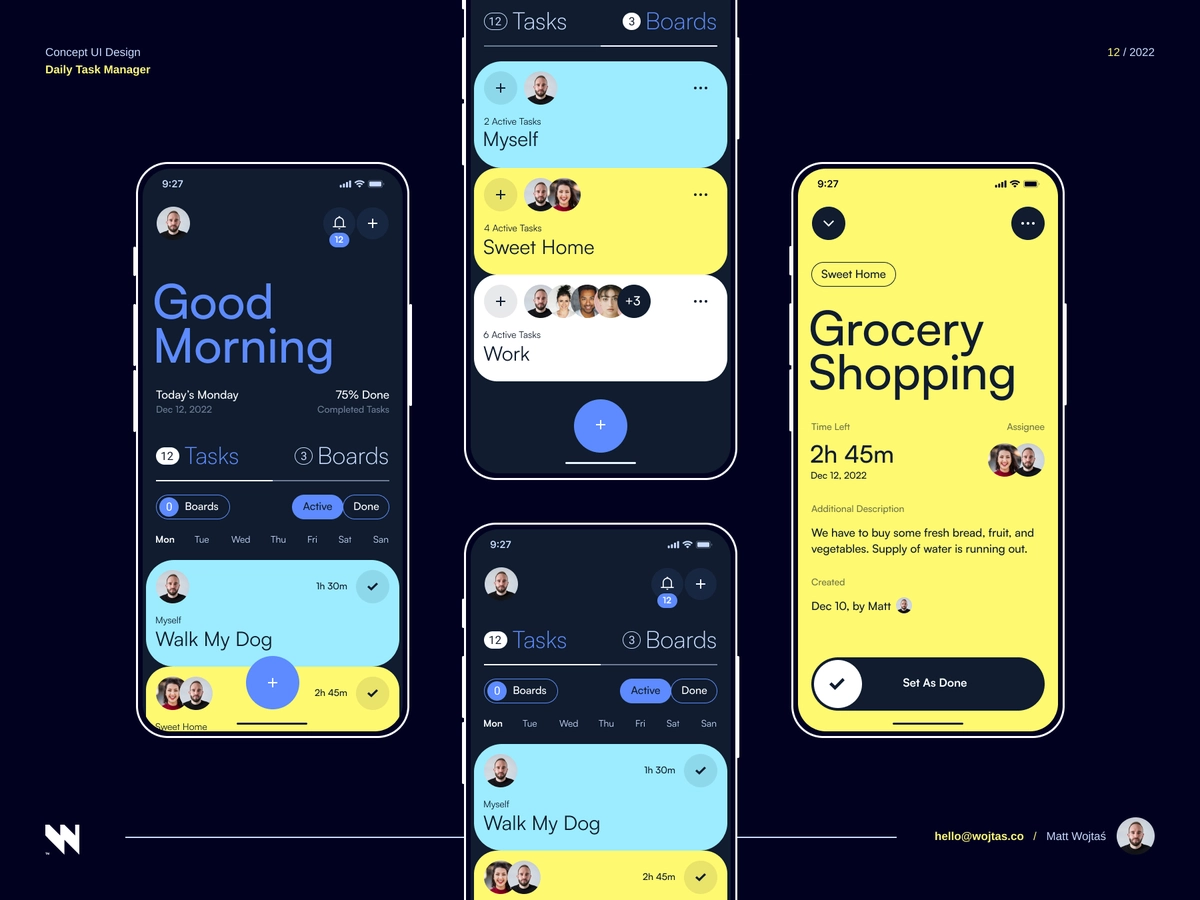 Concept UI Design
Daily Task Manager
12 / 2022
9:27
12
Good
Morning
Today's Monday
75% Done
Dec 12, 2022
Completed Tasks
12 Tasks
3 Boards
0 Boards
Active
Done
Mon Tue Wed Thu Fri Sat San
1h 30m
Myself
Walk My Dog
+
2h 45m
Sweet Home
12 Tasks
3 Boards
2 Active Tasks
Myself
4 Active Tasks
Sweet Home
+3
6 Active Tasks
Work
+
9:27
12
12 Tasks
3 Boards
0 Boards
Active
Done
Mon Tue Wed Thu Fri Sat San
1h 30m
Myself
Walk My Dog
2h 45m
9:27
Sweet Home
Grocery
Shopping
Time Left
Assignee
2h 45m
Dec 12, 2022
Additional Description
We have to buy some fresh bread, fruit, and
vegetables. Supply of water is running out.
Created
Dec 10, by Matt
Set As Done
hello@wojtas.co / Matt Wojtaś